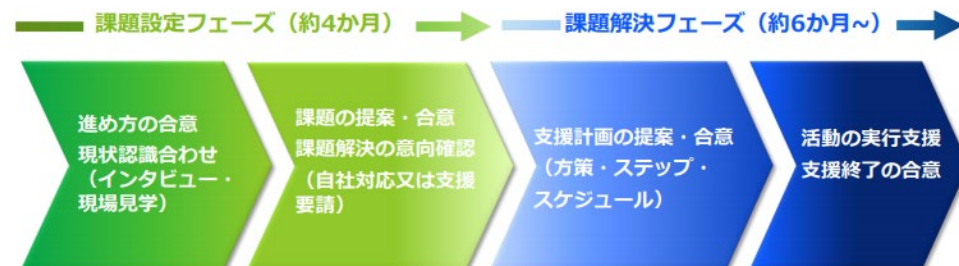 課題設定フェーズ（約4か月）
課題解決フェーズ（約6か月~）
進め方の合意
現状認識合わせ
（インタビュー・
現場見学）
課題の提案・合意
課題解決の意向確認
（自社対応又は支援
要請）
支援計画の提案・合意
（方策・ステップ・
スケジュール）
活動の実行支援
支援終了の合意